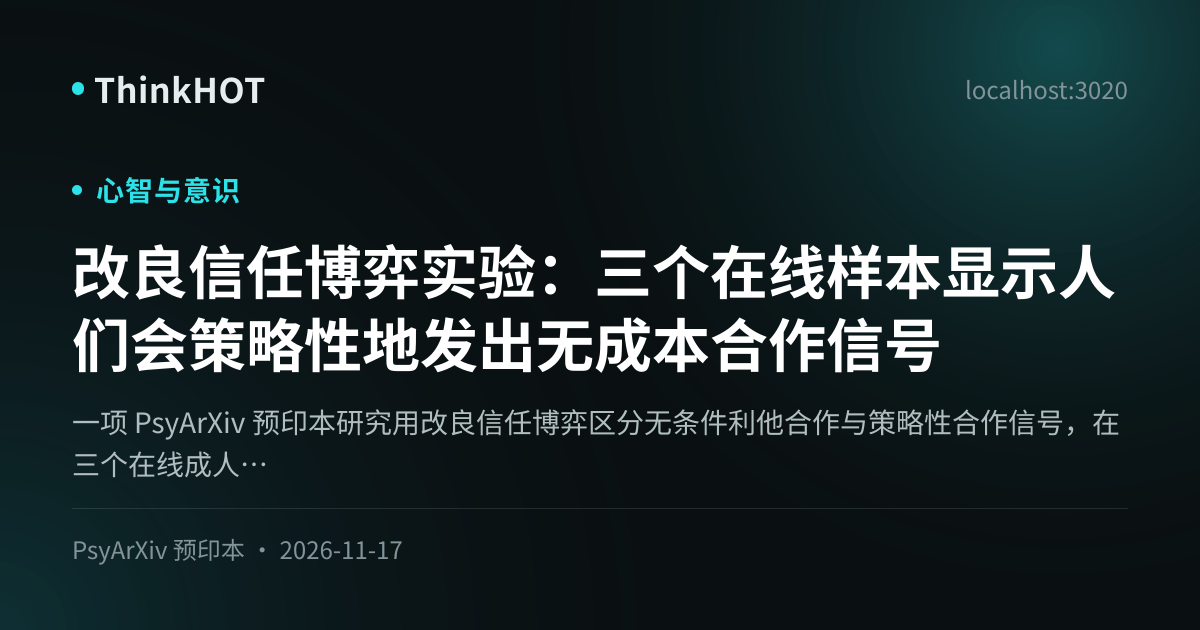 ThinkHOT
localhost:3020
心智与意识
改良信任博弈实验：三个在线样本显示人
们会策略性地发出无成本合作信号
一项 PsyArXiv 预印本研究用改良信任博弈区分无条件利他合作与策略性合作信号，在
三个在线成人…
PsyArXiv 预印本 · 2026-11-17